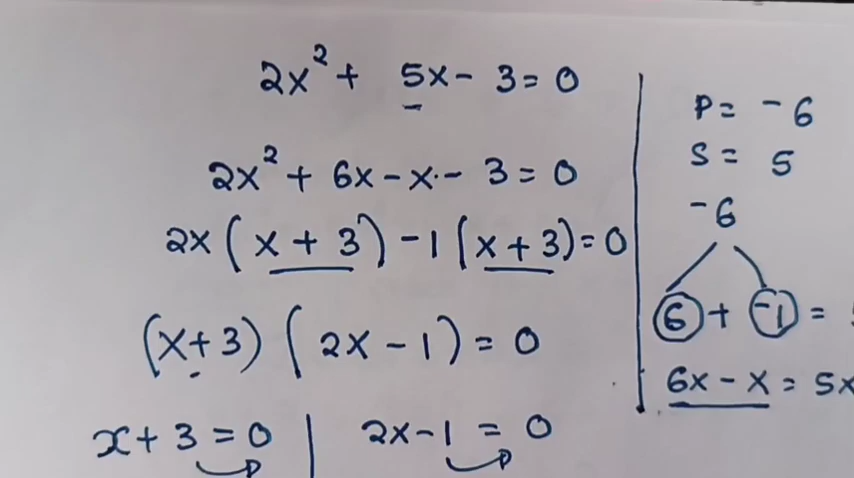 2x² + 5x - 3 = 0
2x² + 6x - x - 3 = 0
2x (x + 3) - 1 (x + 3) = 0
(x + 3) (2x - 1) = 0
x + 3 = 0 | 2x - 1 = 0
P = -6
S = 5
-6
6 + -1 =
6x - x = 5x